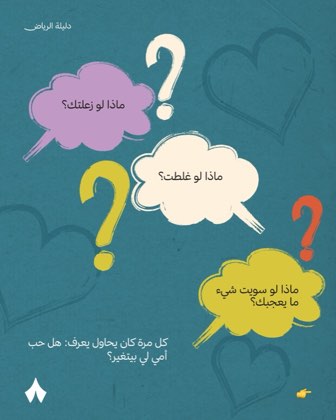 دليلة الرياض
ماذا لو زعلتك؟
ماذا لو غلطت؟
ماذا لو سويت شيء
ما يعجبك؟
كل مرة كان يحاول يعرف: هل حب
أمي لي بيتغير؟